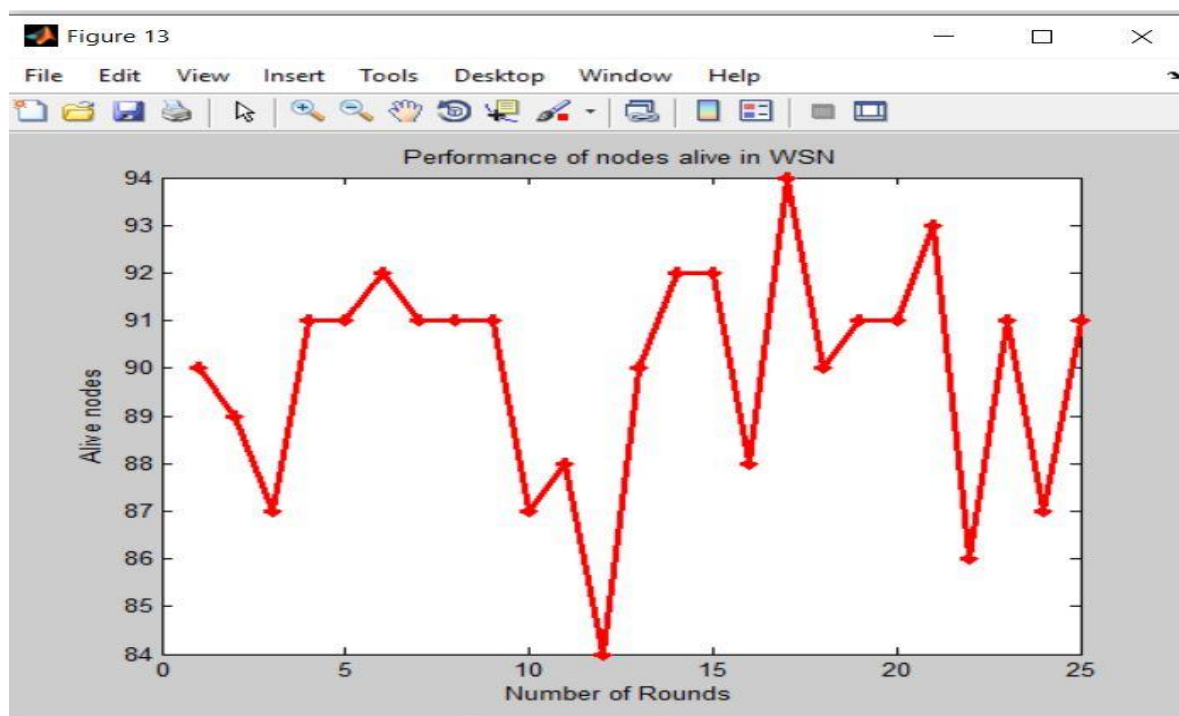 Figure 13
File Edit View Insert Tools Desktop Window Help
Performance of nodes alive in WSN
94
93
92
91
90
89
88
87
86
85
84
Alive nodes
0 5 10 15 20 25
Number of Rounds